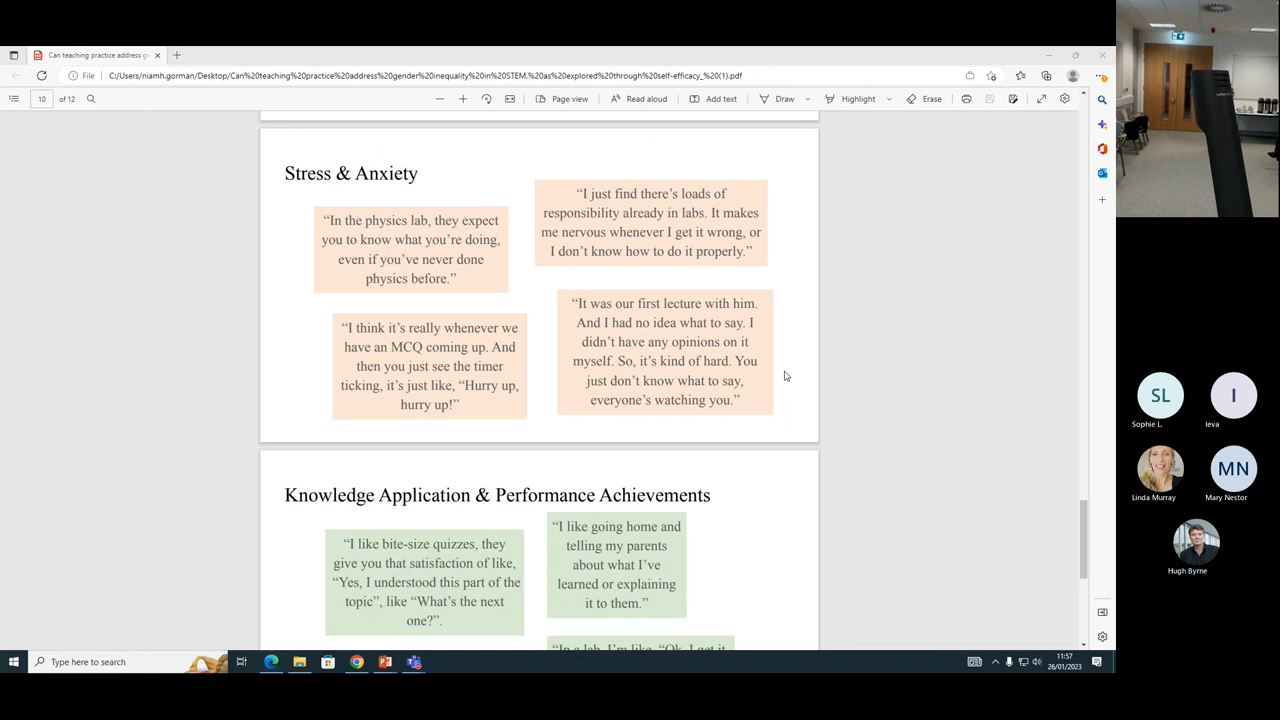 Can teaching practice address g
File
C:/Users/niamh.gorman/Desktop/Can%20teaching%20practice%20address%20gender%20inequality%20in%20STEM,%20as%20explored%20through%20self-efficacy_%20(1).pdf
10 of 12
Page view
Read aloud
Add text
Draw
Highlight
Erase
Stress & Anxiety
“In the physics lab, they expect
you to know what you’re doing,
even if you’ve never done
physics before.”
“I just find there’s loads of
responsibility already in labs. It makes
me nervous whenever I get it wrong, or
I don’t know how to do it properly.”
“I think it’s really whenever we
have an MCQ coming up. And
then you just see the timer
ticking, it’s just like, “Hurry up,
hurry up!”
“It was our first lecture with him.
And I had no idea what to say. I
didn’t have any opinions on it
myself. So, it’s kind of hard. You
just don’t know what to say,
everyone’s watching you.”
Knowledge Application & Performance Achievements
“I like bite-size quizzes, they
give you that satisfaction of like,
“Yes, I understood this part of the
topic”, like “What’s the next
one?”.
“I like going home and
telling my parents
about what I’ve
learned or explaining
it to them.”
“In a lab, I’m like, “Ok, I get it
SL
Sophie L.
I
Ieva
Linda Murray
MN
Mary Nestor
Hugh Byrne
Type here to search
11:57
26/01/2023